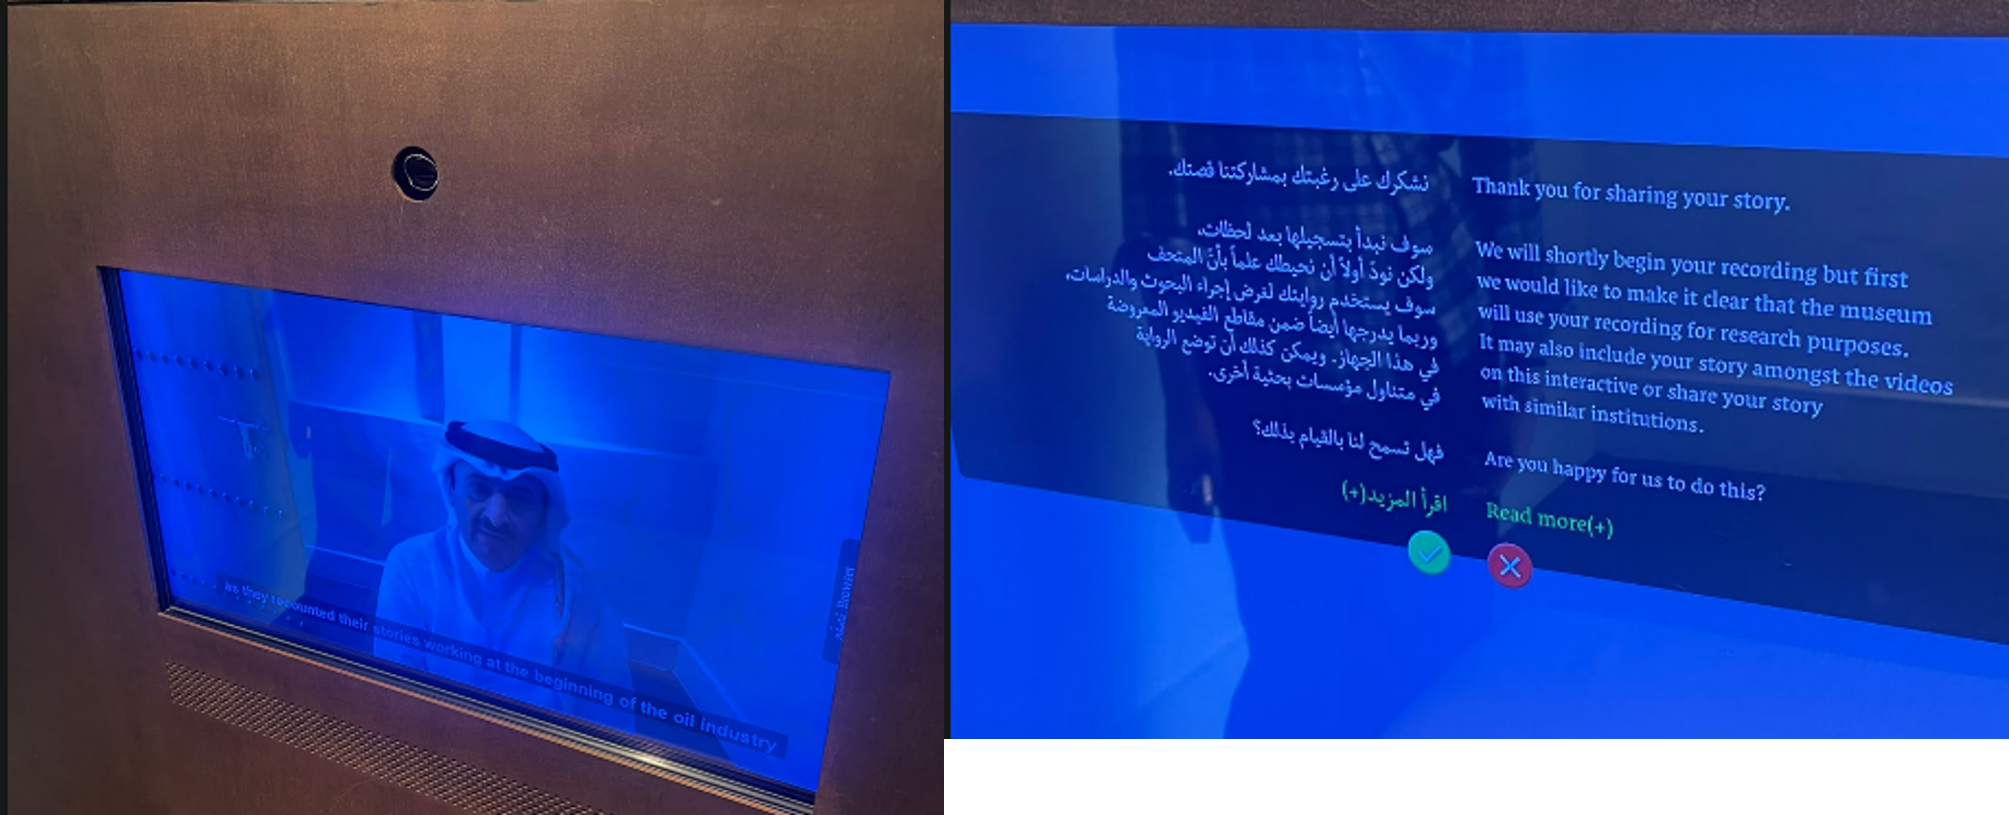 as they recounted their stories working at the beginning of the oil industry
Browse
تصفح
نشكرك على رغبتك بمشاركتنا قصتك.
سوف نبدأ بتسجيلها بعد لحظات،
ولكن نودّ أولاً أن نحيطك علماً بأنّ المتحف
سوف يستخدم روايتك لغرض إجراء البحوث والدراسات،
وربما يدرجها أيضاً ضمن مقاطع الفيديو المعروضة
في هذا الجهاز. ويمكن كذلك أن توضع الرواية
في متناول مؤسسات بحثية أخرى.
فهل تسمح لنا بالقيام بذلك؟
اقرأ المزيد(+)
Thank you for sharing your story.
We will shortly begin your recording but first
we would like to make it clear that the museum
will use your recording for research purposes.
It may also include your story amongst the videos
on this interactive or share your story
with similar institutions.
Are you happy for us to do this?
Read more(+)